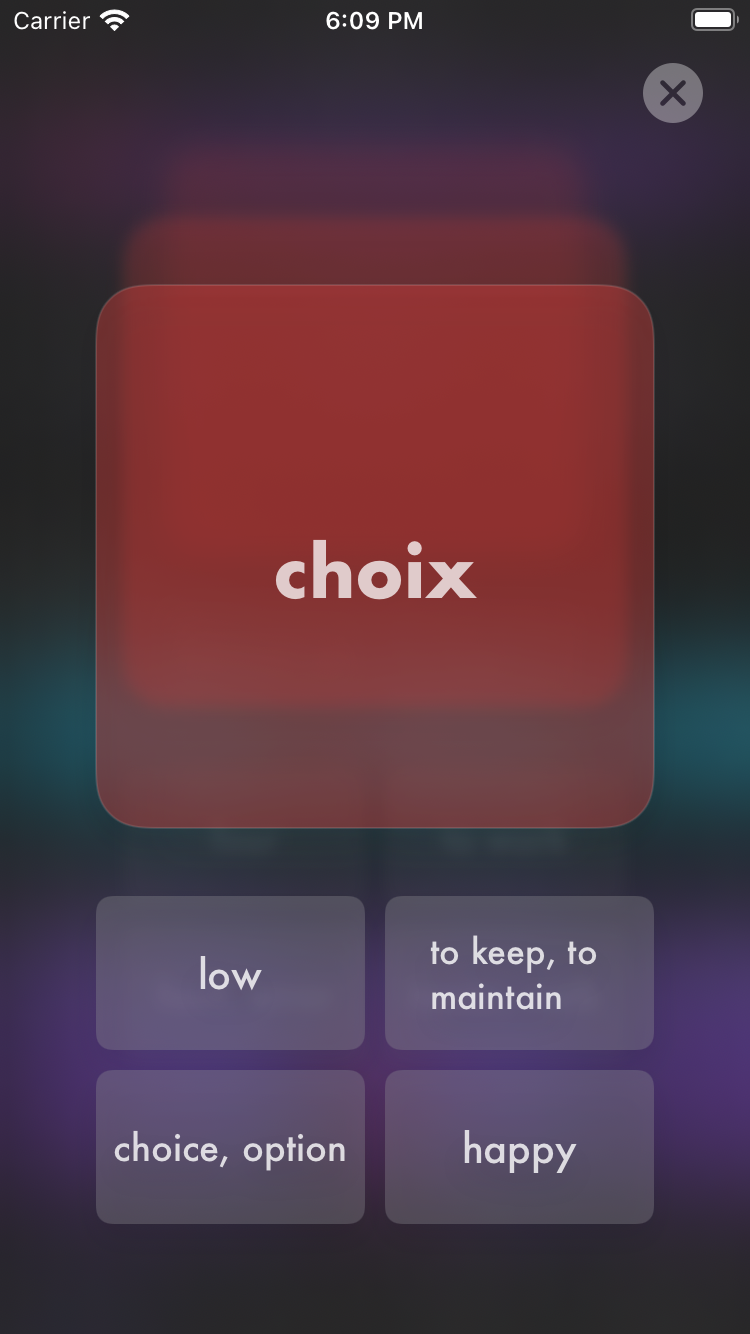 Carrier 6:09 PM
choix
low
to keep, to
maintain
choice, option
happy